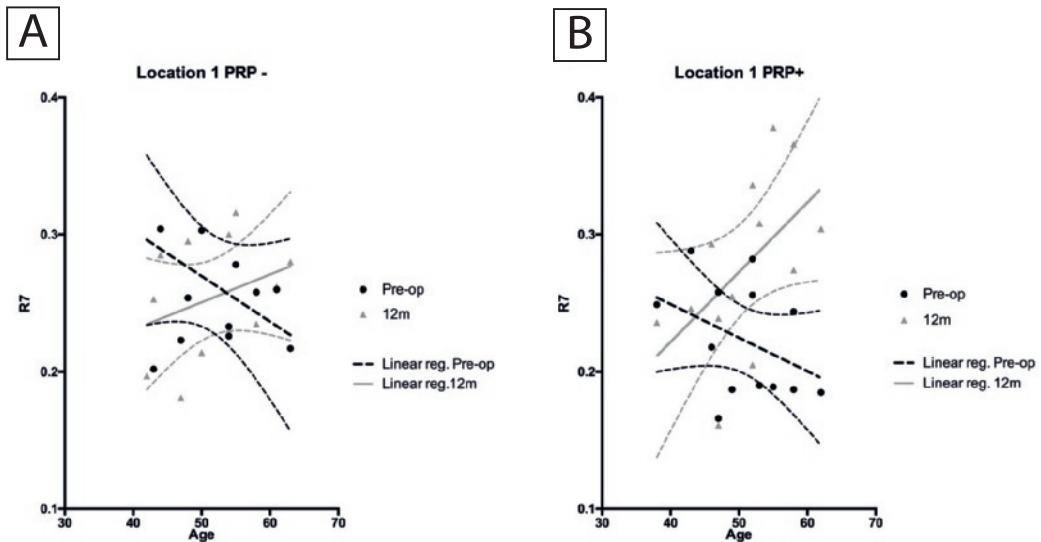 A
Location 1 PRP -
0.4
0.3
0.2
0.1
R7
30
40
50
60
70
Age
Pre-op
12m
Linear reg. Pre-op
Linear reg.12m
B
Location 1 PRP+
0.4
0.3
0.2
0.1
R7
30
40
50
60
70
Age
Pre-op
12m
Linear reg. Pre-op
Linear reg. 12m